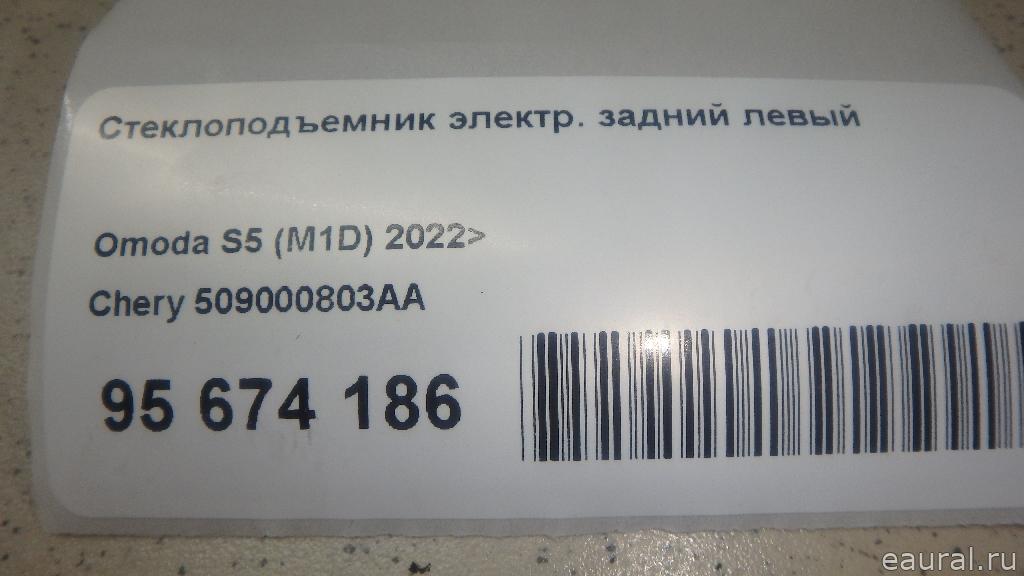 Стеклоподъемник электр. задний левый
Omoda S5 (M1D) 2022>
Chery 509000803AA
95 674 186
eaural.ru